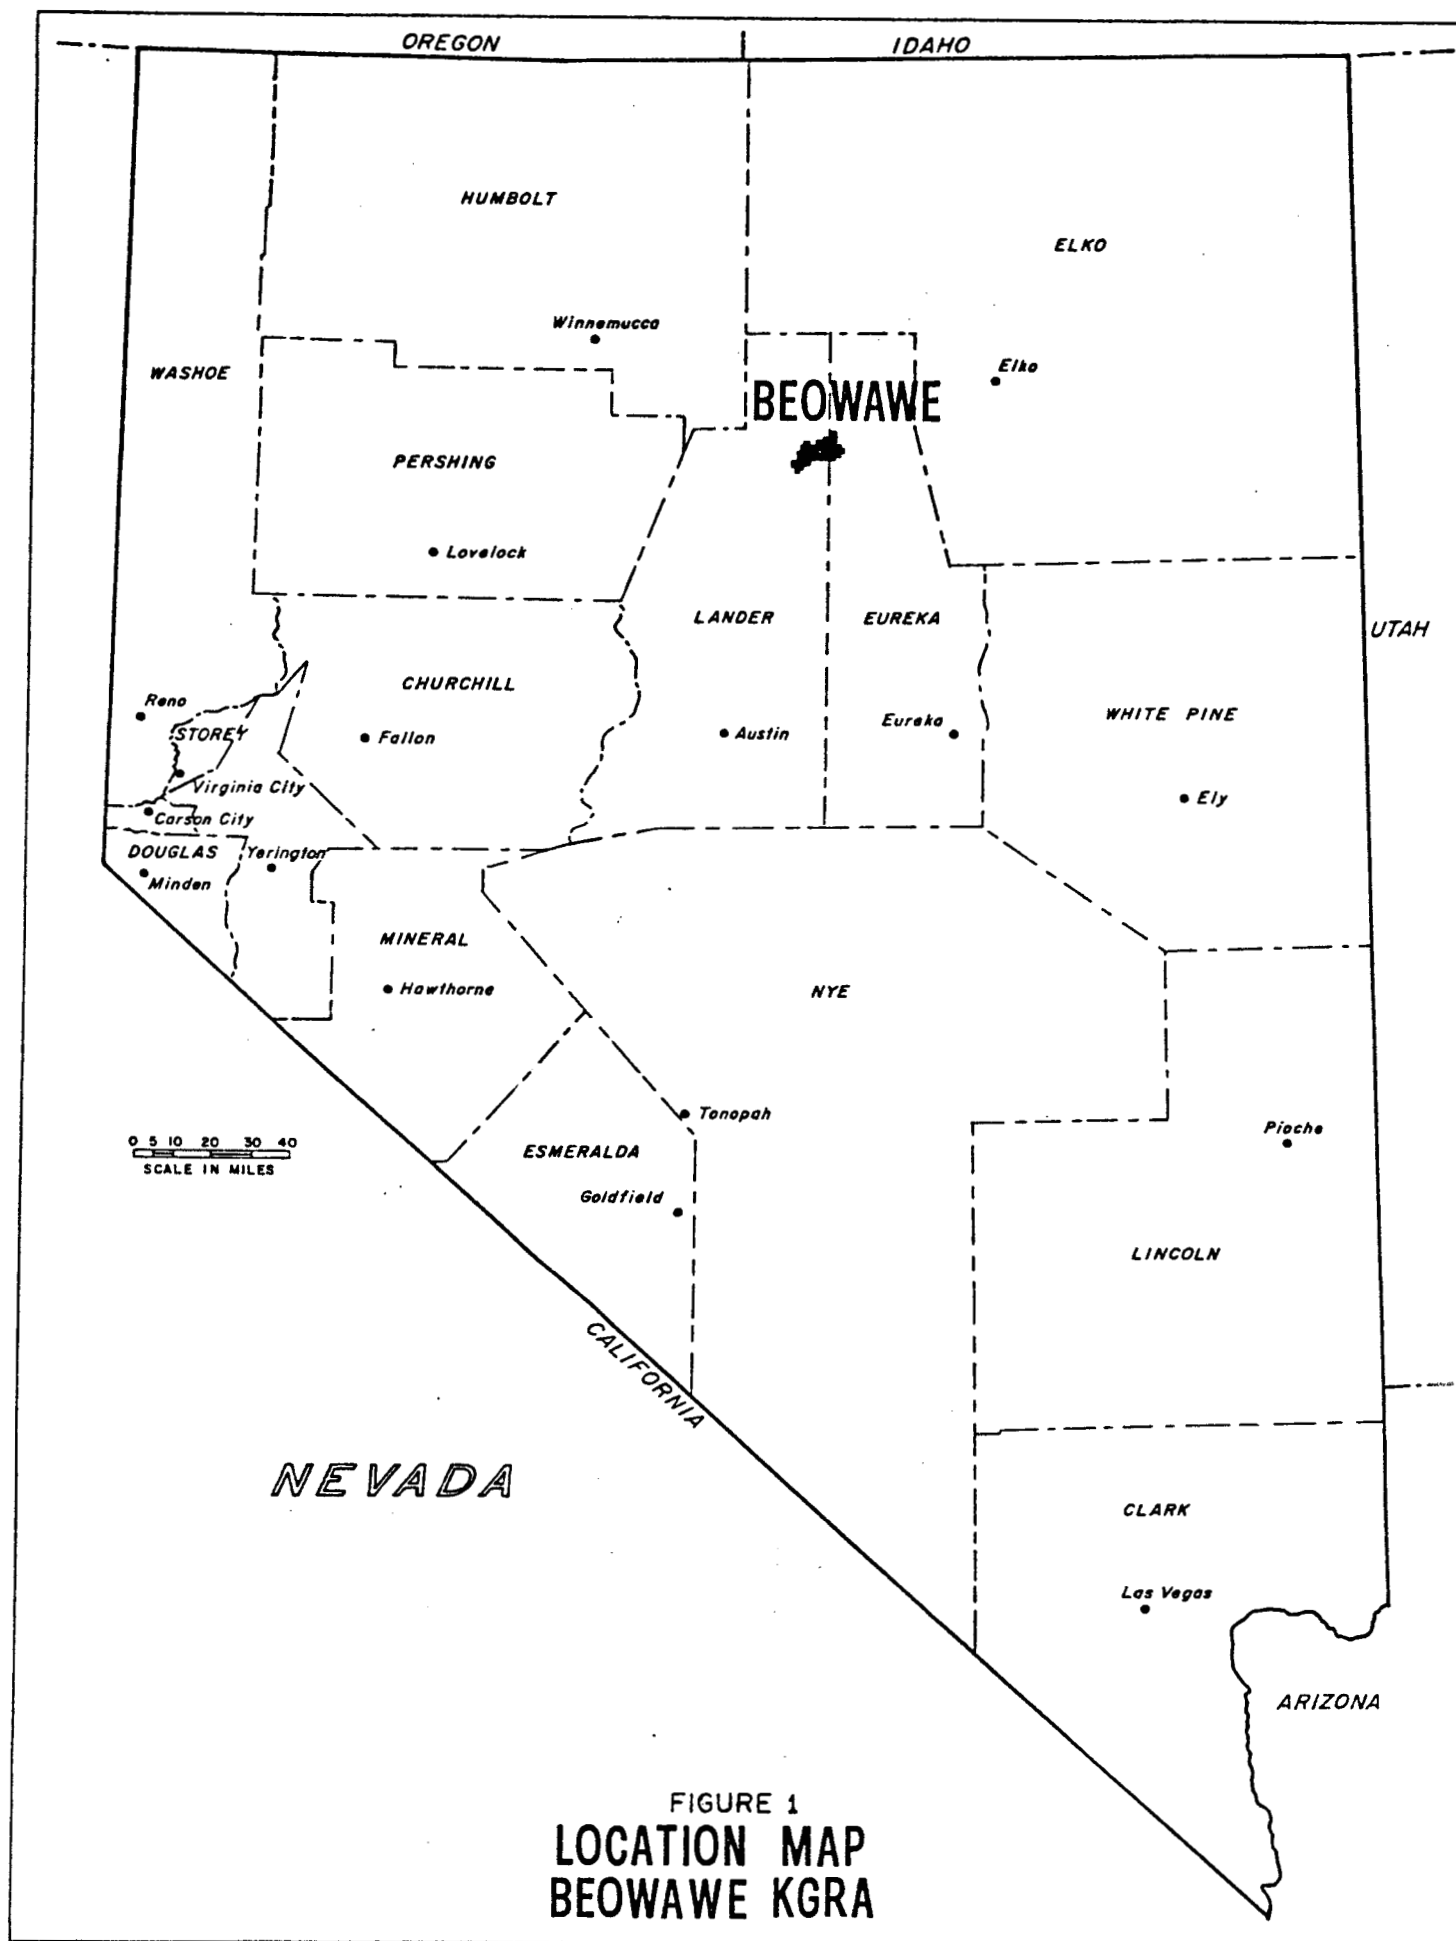 OREGON
IDAHO
HUMBOLT
ELKO
Winnemucca
WASHOE
Elko
BEOWAWE
PERSHING
Lovelock
LANDER
EUREKA
UTAH
CHURCHILL
Reno
WHITE PINE
STOREY
Fallon
Austin
Eureka
Virginia City
Ely
Carson City
DOUGLAS
Yerington
Minden
MINERAL
Hawthorne
NYE
Tonopah
Pioche
0 5 10 20 30 40
SCALE IN MILES
ESMERALDA
Goldfield
LINCOLN
CALIFORNIA
NEVADA
CLARK
Las Vegas
ARIZONA
FIGURE 1
LOCATION MAP
BEOWAWE KGRA